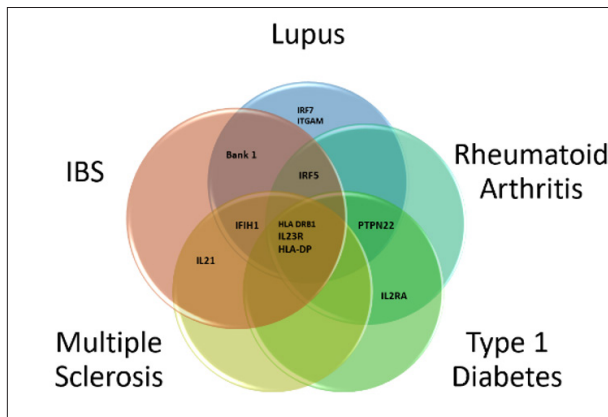 Lupus
IRF7
ITGAM
Bank 1
IBS
IRF5
Rheumatoid
Arthritis
IFIH1
HLA DRB1
IL23R
HLA-DP
PTPN22
IL21
IL2RA
Multiple
Sclerosis
Type 1
Diabetes